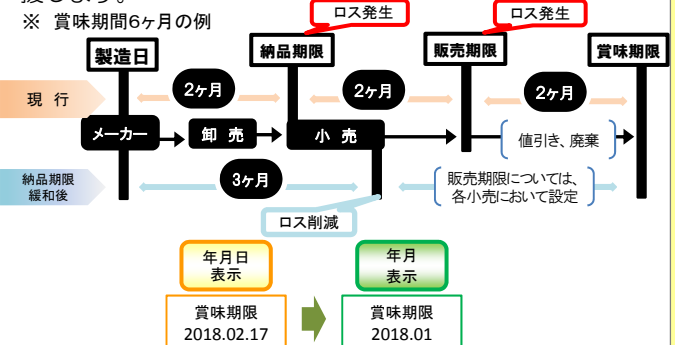 援します。
※ 賞味期間6ヶ月の例
ロス発生
ロス発生
製造日
納品期限
販売期限
賞味期限
現 行
2ヶ月
2ヶ月
2ヶ月
メーカー
卸 売
小 売
値引き、廃棄
納品期限
緩和後
3ヶ月
販売期限については、
各小売において設定
ロス削減
年月日
表示
年月
表示
賞味期限
2018.02.17
賞味期限
2018.01